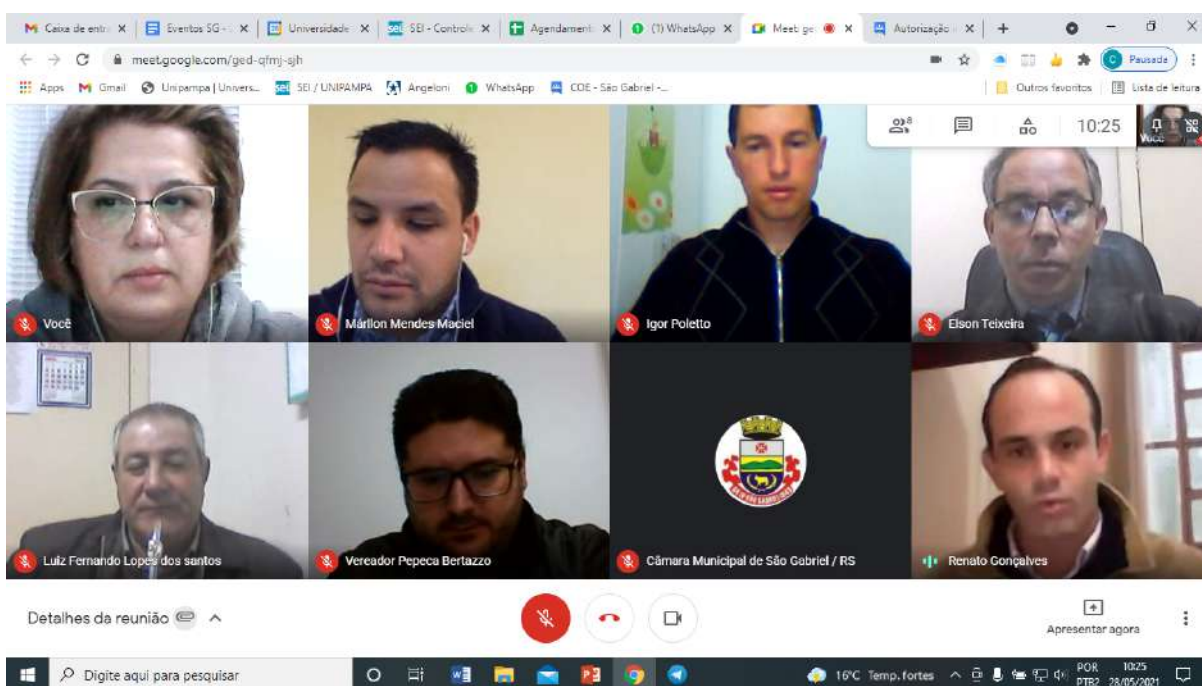 Caixa de entr
Eventos SG -
Universidade
SEI - Controle
Agendament
(1) WhatsApp
Meet: ge
Autorização
meet.google.com/ged-qfmj-sjh
Pausada
Apps
Gmail
Unipampa | Univers...
SEI / UNIPAMPA
Angeloni
WhatsApp
COE - São Gabriel -...
Outros favoritos
Lista de leitura
8
10:25
Você
Você
Márllon Mendes Maciel
Igor Poletto
Elson Teixeira
Luiz Fernando Lopes dos santos
Vereador Pepeca Bertazzo
Câmara Municipal de São Gabriel / RS
Renato Gonçalves
Detalhes da reunião
Apresentar agora
Digite aqui para pesquisar
16°C Temp. fortes
POR
PTB2
10:25
28/05/2021